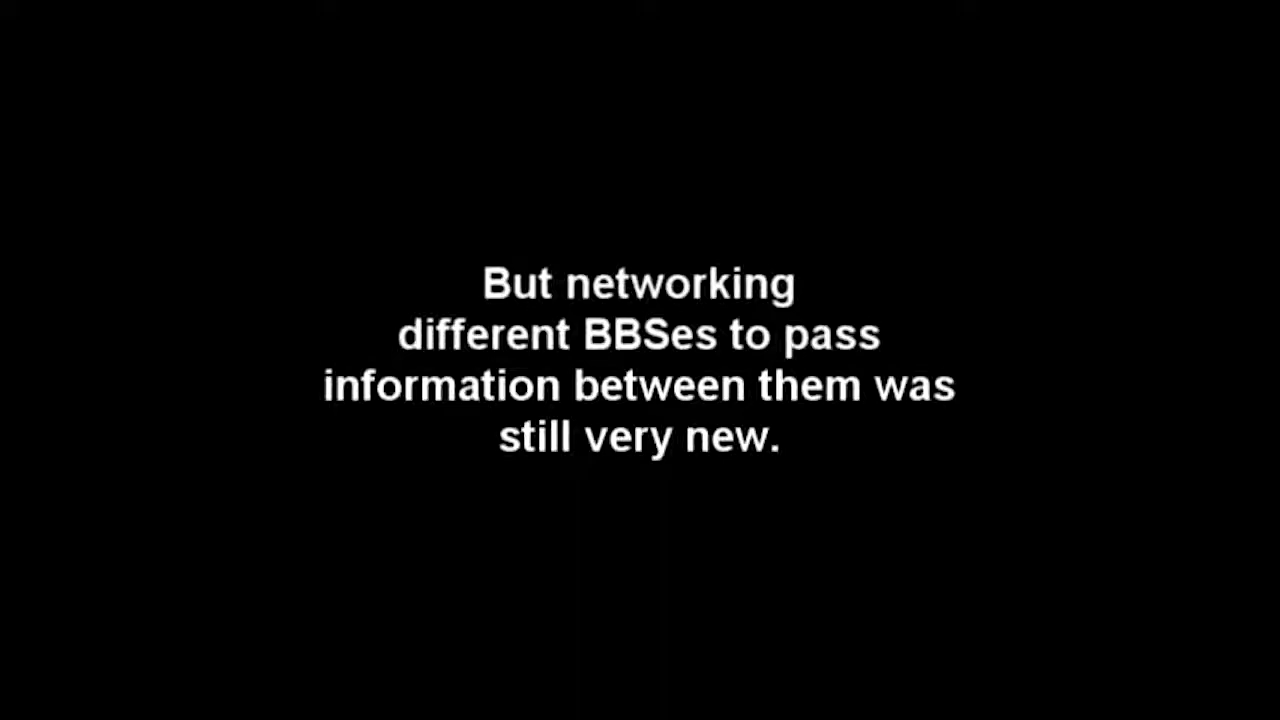 But networking
different BBSes to pass
information between them was
still very new.